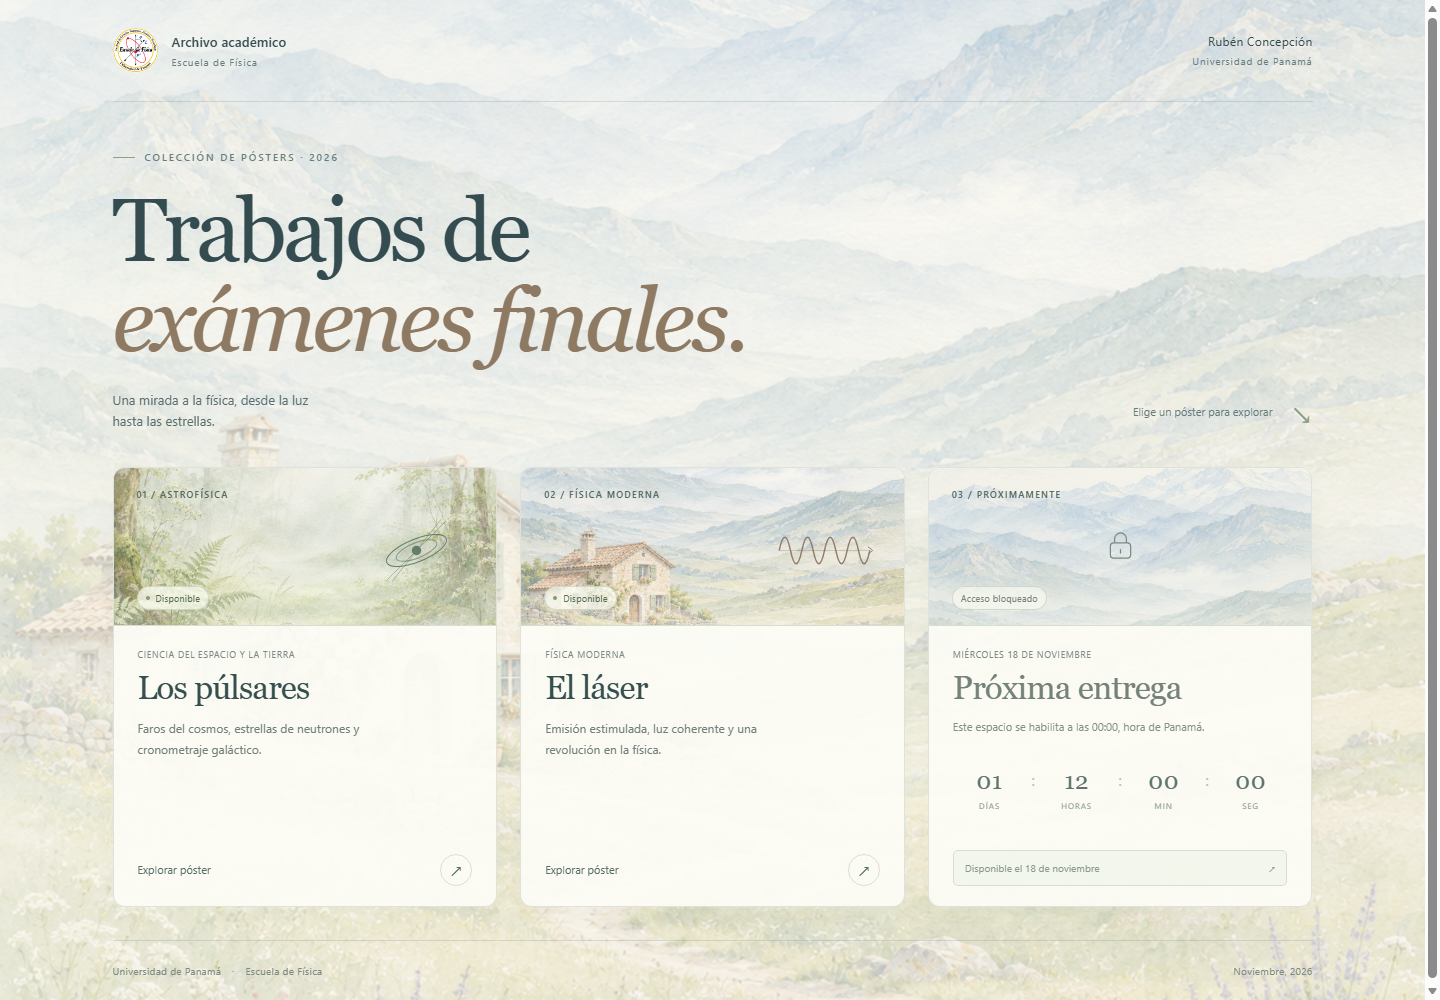 Archivo académico
Escuela de Física
Rubén Concepción
Universidad de Panamá
COLECCIÓN DE PÓSTERS · 2026
Trabajos de
exámenes finales.
Una mirada a la física, desde la luz
hasta las estrellas.
Elige un póster para explorar ↘
01 / ASTROFÍSICA
Disponible
CIENCIA DEL ESPACIO Y LA TIERRA
Los púlsares
Faros del cosmos, estrellas de neutrones y
cronometraje galáctico.
Explorar póster ↗
02 / FÍSICA MODERNA
Disponible
FÍSICA MODERNA
El láser
Emisión estimulada, luz coherente y una
revolución en la física.
Explorar póster ↗
03 / PRÓXIMAMENTE
Acceso bloqueado
MIÉRCOLES 18 DE NOVIEMBRE
Próxima entrega
Este espacio se habilita a las 00:00, hora de Panamá.
01 : 12 : 00 : 00
DÍAS HORAS MIN SEG
Disponible el 18 de noviembre ↗
Universidad de Panamá · Escuela de Física
Noviembre, 2026